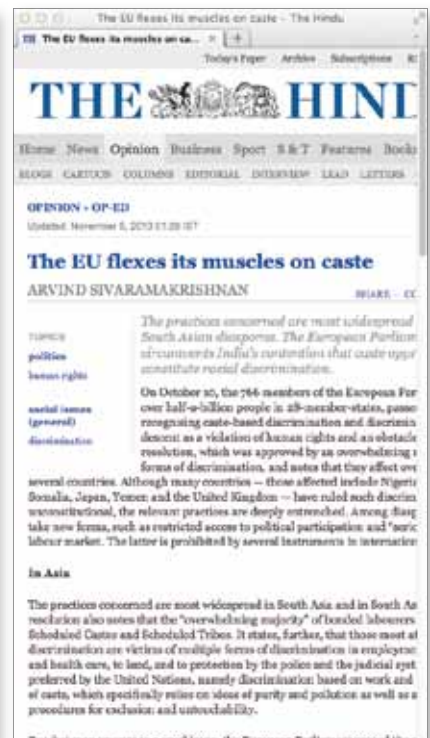 The EU flexes its muscles on caste - The Hindu
The EU flexes its muscles on ca... × +
Today's Paper Archive Subscriptions
THE HIND
Home News Opinion Business Sport S & T Features Books
BLOGS CARTOON COLUMNS EDITORIAL INTERVIEW LEAD LETTERS
OPINION » OP-ED
Updated: November 5, 2013 01:29 IST
The EU flexes its muscles on caste
ARVIND SIVARAMAKRISHNAN
SHARE ·
TOPICS
politics
human rights
social issues
(general)
discrimination
The practices concerned are most widespread
South Asian diaspora. The European Parliam
circumvents India's contention that caste oppr
constitute racial discrimination.
On October 10, the 766 members of the European Par
over half-a-billion people in 28-member-states, passe
recognising caste-based discrimination and discrimin
descent as a violation of human rights and an obstacle
resolution, which was approved by an overwhelming
forms of discrimination, and notes that they affect ove
several countries. Although many countries — those affected include Nigeria
Somalia, Japan, Yemen and the United Kingdom — have ruled such discrim
unconstitutional, the relevant practices are deeply entrenched. Among
take new forms, such as restricted access to political participation and "seric
labour market. The latter is prohibited by several instruments in internation
In Asia
The practices concerned are most widespread in South Asia and in South As
resolution also notes that the "overwhelming majority" of bonded labourers
Scheduled Castes and Scheduled Tribes. It states, further, that those most af
discrimination are victims of multiple forms of discrimination in employme
and health care, to land, and to protection by the police and the judicial syst
preferred by the United Nations, namely discrimination based on work and
of caste, which specifically relies on ideas of purity and pollution as well as a
procedures for exclusion and untouchability.